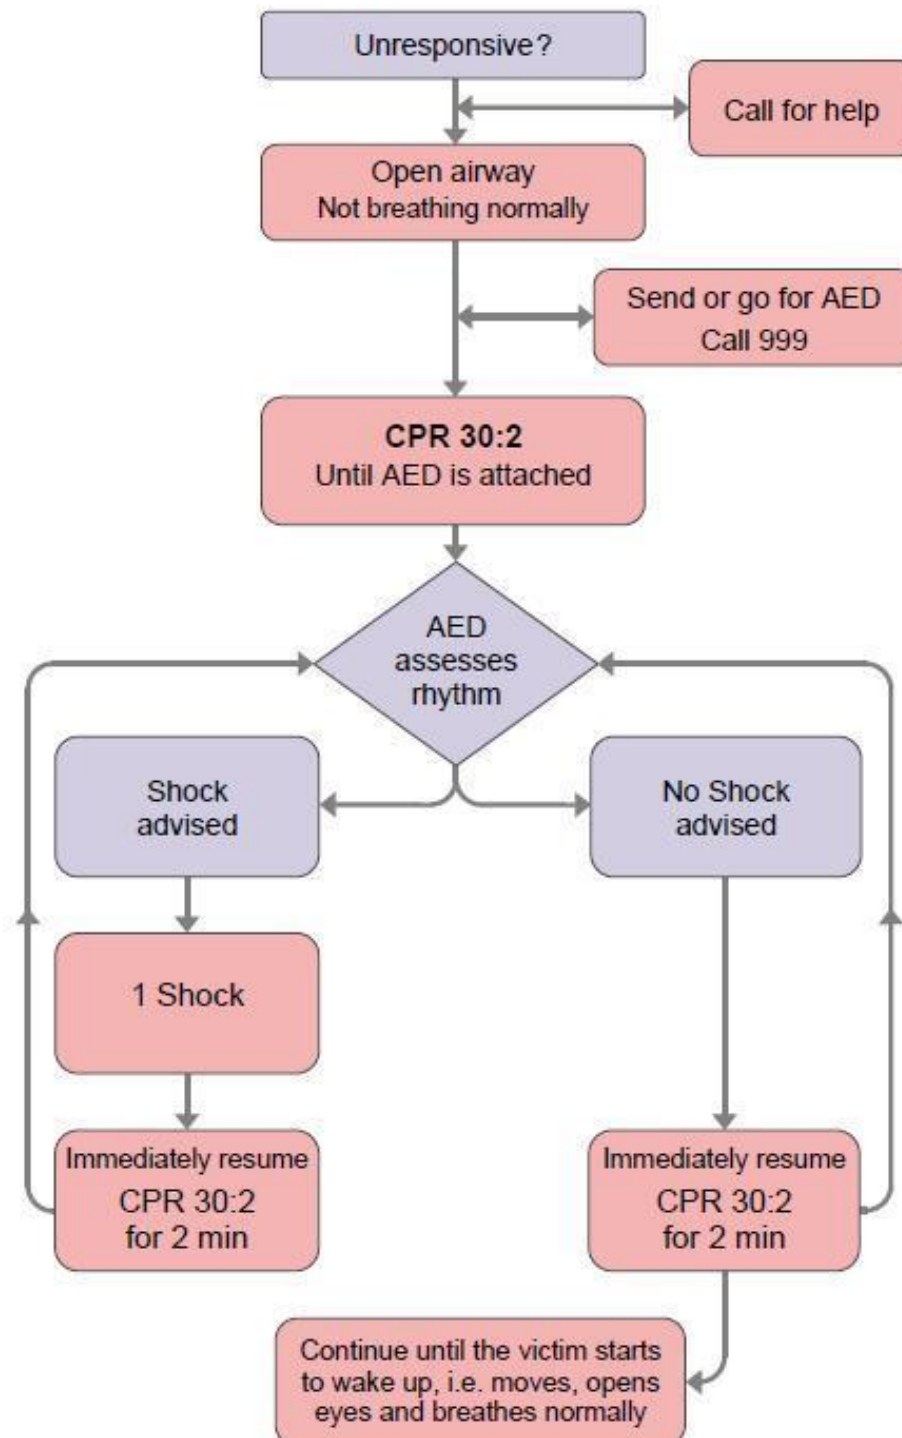 Unresponsive?
Call for help
Open airway
Not breathing normally
Send or go for AED
Call 999
CPR 30:2
Until AED is attached
AED
assesses
rhythm
Shock
advised
No Shock
advised
1 Shock
Immediately resume
CPR 30:2
for 2 min
Immediately resume
CPR 30:2
for 2 min
Continue until the victim starts
to wake up, i.e. moves, opens
eyes and breathes normally